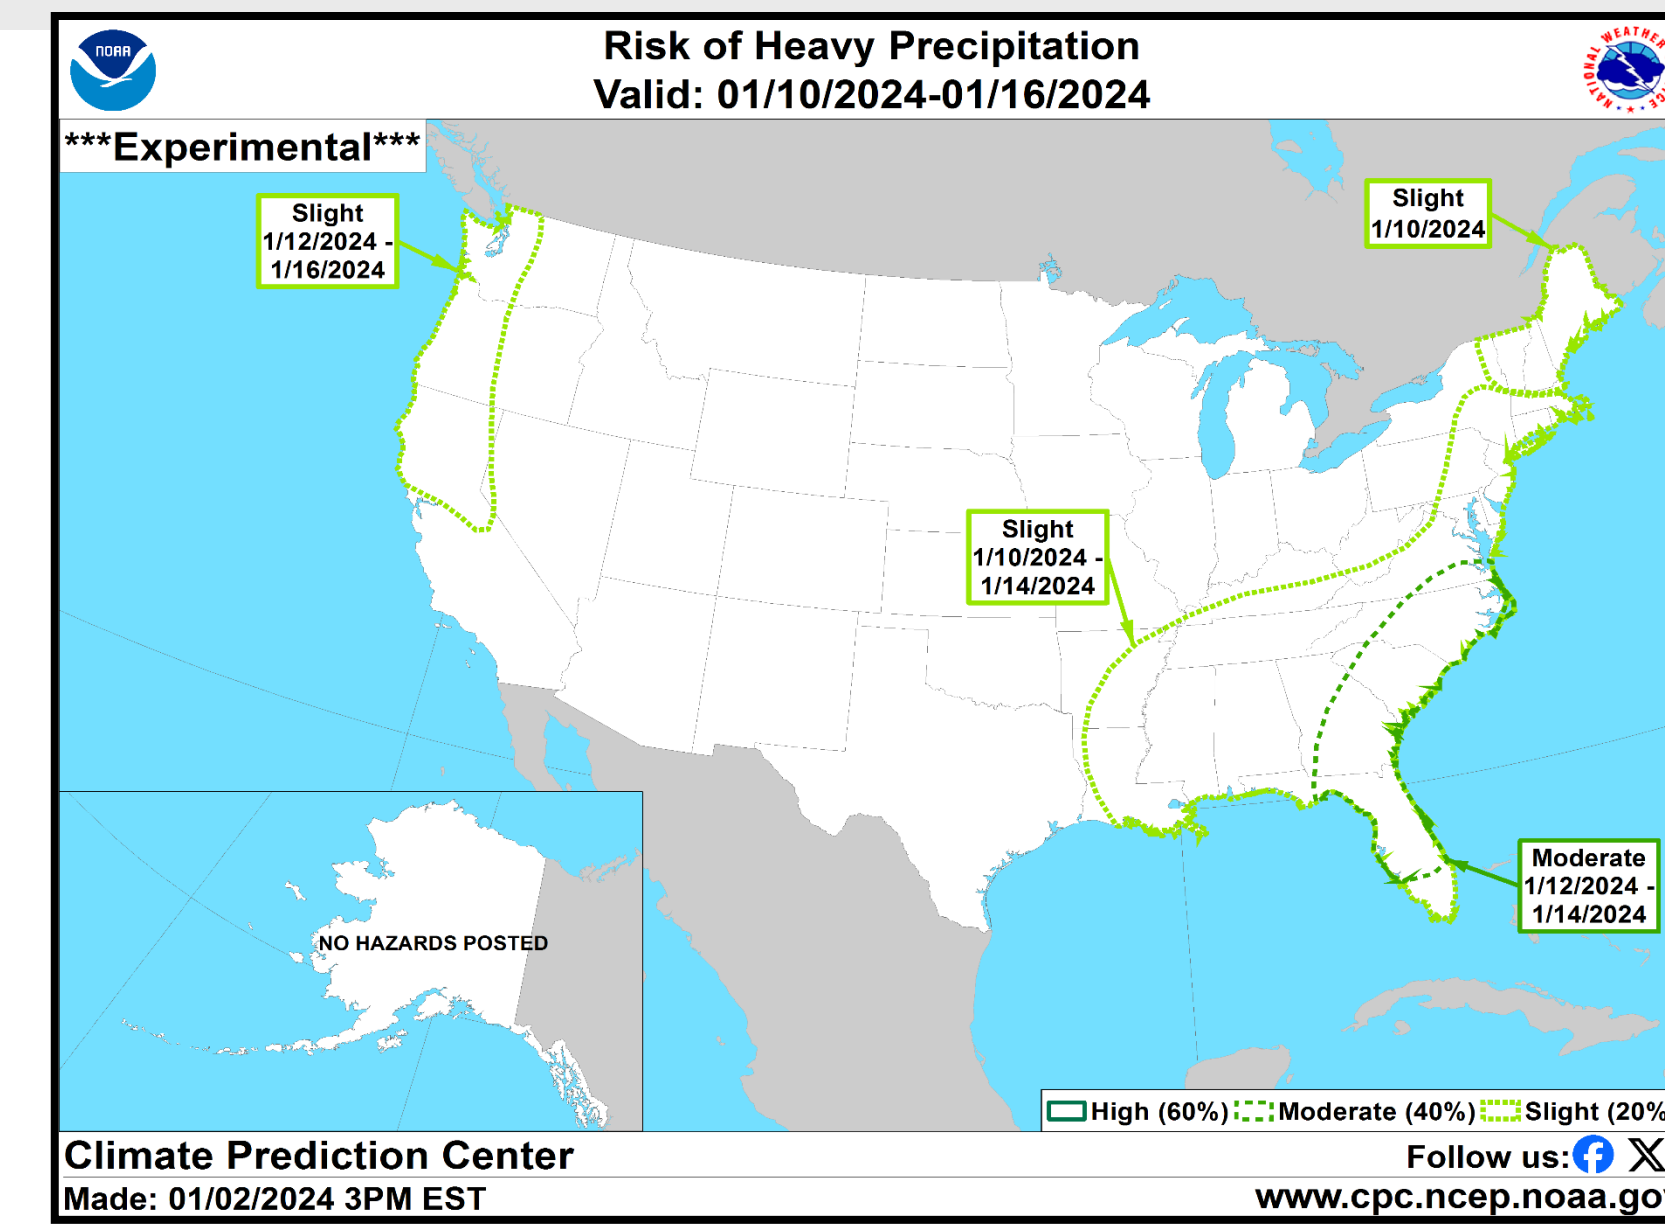 NOAA
Risk of Heavy Precipitation
Valid: 01/10/2024-01/16/2024
NATIONAL WEATHER
***Experimental***
Slight
1/12/2024 -
1/16/2024
Slight
1/10/2024
Slight
1/10/2024 -
1/14/2024
Moderate
1/12/2024 -
1/14/2024
NO HAZARDS POSTED
High (60%) Moderate (40%) Slight (20%
Climate Prediction Center
Follow us:
Made: 01/02/2024 3PM EST
www.cpc.ncep.noaa.gov